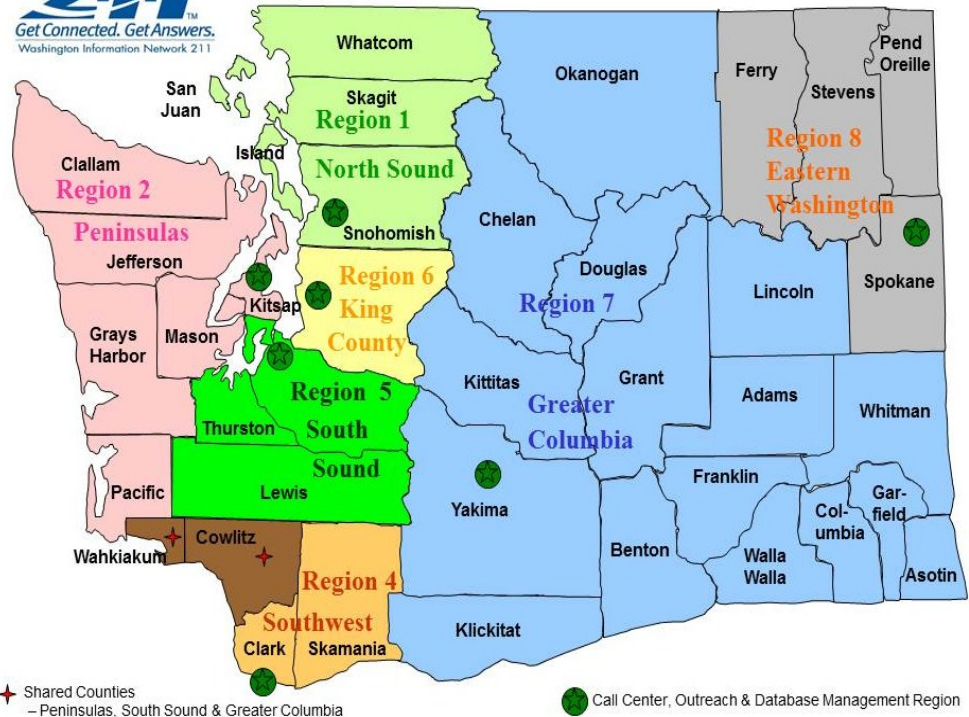 211
TM
Get Connected. Get Answers.
Washington Information Network 211
Whatcom
Okanogan
Ferry
Stevens
Pend
Oreille
San
Juan
Skagit
Region 1
Island
North Sound
Snohomish
Clallam
Region 2
Peninsulas
Jefferson
Chelan
Region 8
Eastern
Washington
Spokane
Douglas
Region 7
Lincoln
Region 6
King
County
Kitsap
Grays
Harbor
Mason
Kittitas
Grant
Greater
Columbia
Adams
Whitman
Region 5
South
Sound
Thurston
Lewis
Pacific
Yakima
Franklin
Benton
Walla
Walla
Col-
umbia
Gar-
field
Asotin
Wahkiakum
Cowlitz
Region 4
Southwest
Clark
Skamania
Klickitat
Shared Counties
– Peninsulas, South Sound & Greater Columbia
Call Center, Outreach & Database Management Region